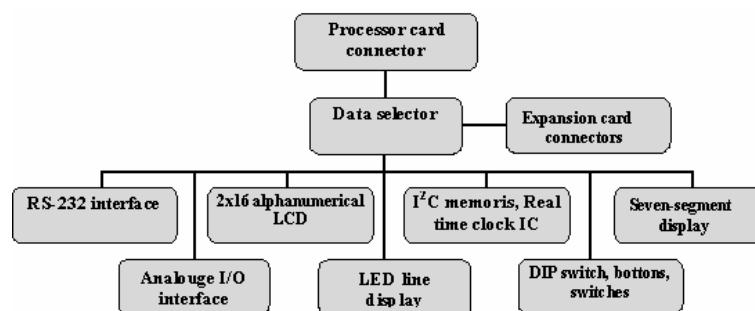 Processor card
connector
Data selector
Expansion card
connectors
RS-232 interface
2x16 alphanumerical
LCD
I²C memoris, Real
time clock IC
Seven-segment
display
Analouge I/O
interface
LED line
display
DIP switch, bottons,
switches